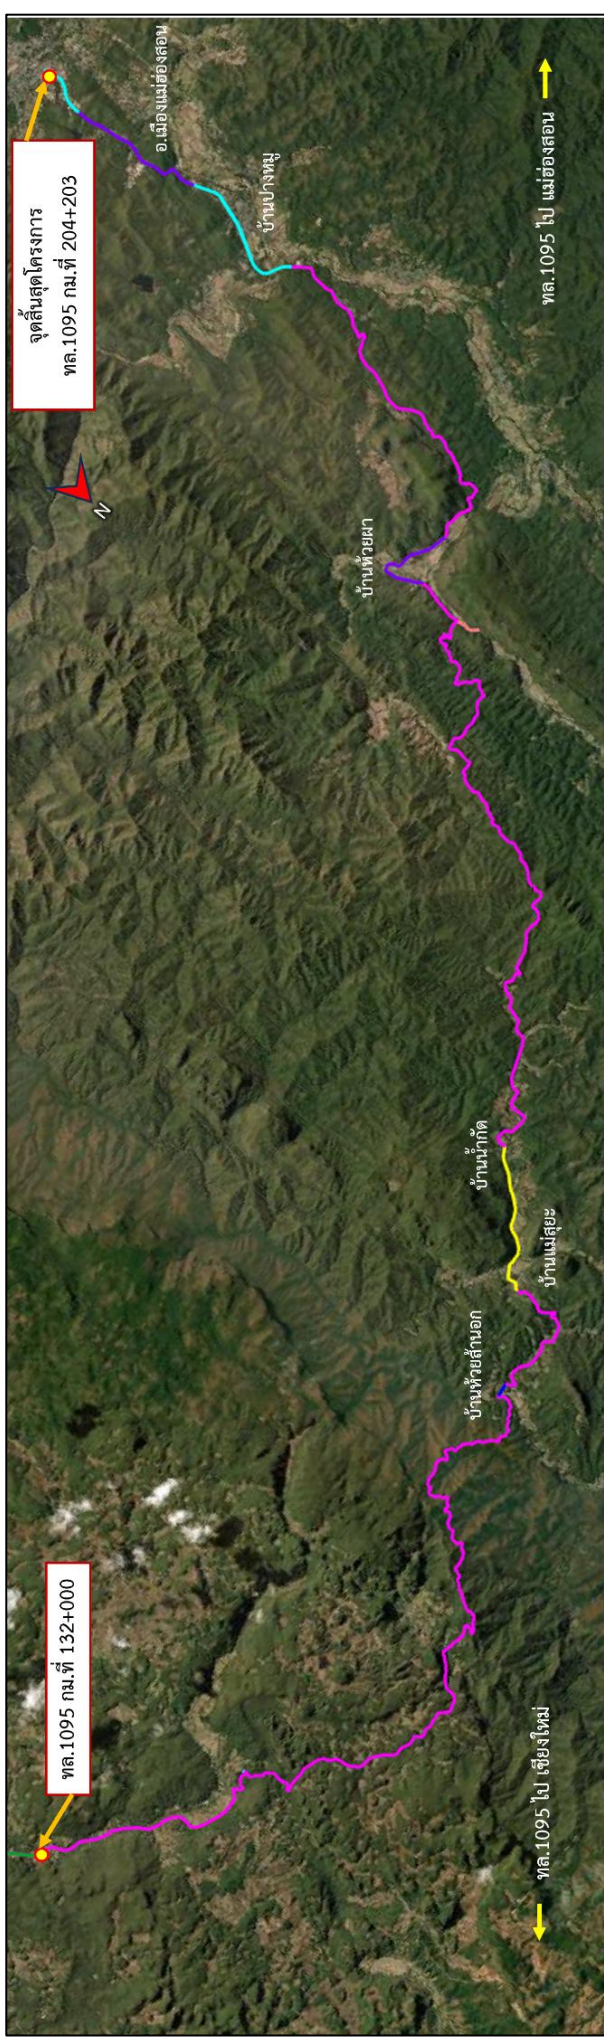 ทล.1095 กม.ที่ 132+000
ทล.1095 ไป เชียงใหม่
บ้านห้วยส้านอก
บ้านแม่สุยะ
บ้านน้ำกัด
บ้านห้วยผา
N
บ้านปางหมู
อ.เมืองแม่ฮ่องสอน
จุดสิ้นสุดโครงการ
ทล.1095 กม.ที่ 204+203
ทล.1095 ไป แม่ฮ่องสอน